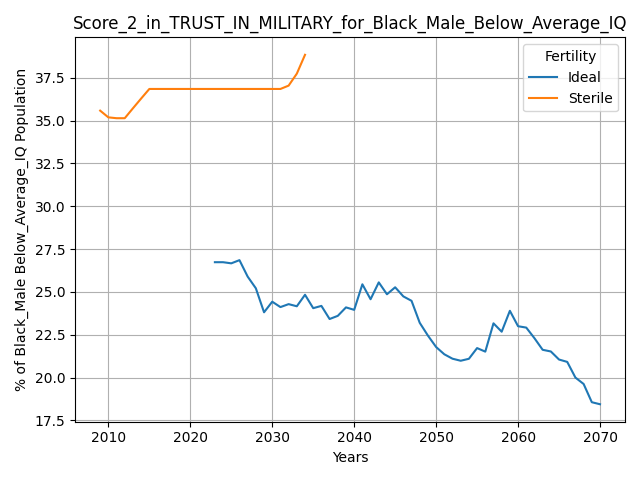 Score_2_in_TRUST_IN_MILITARY_for_Black_Male_Below_Average_IQ
Fertility
Ideal
Sterile
% of Black_Male Below_Average_IQ Population
37.5
35.0
32.5
30.0
27.5
25.0
22.5
20.0
17.5
2010 2020 2030 2040 2050 2060 2070
Years